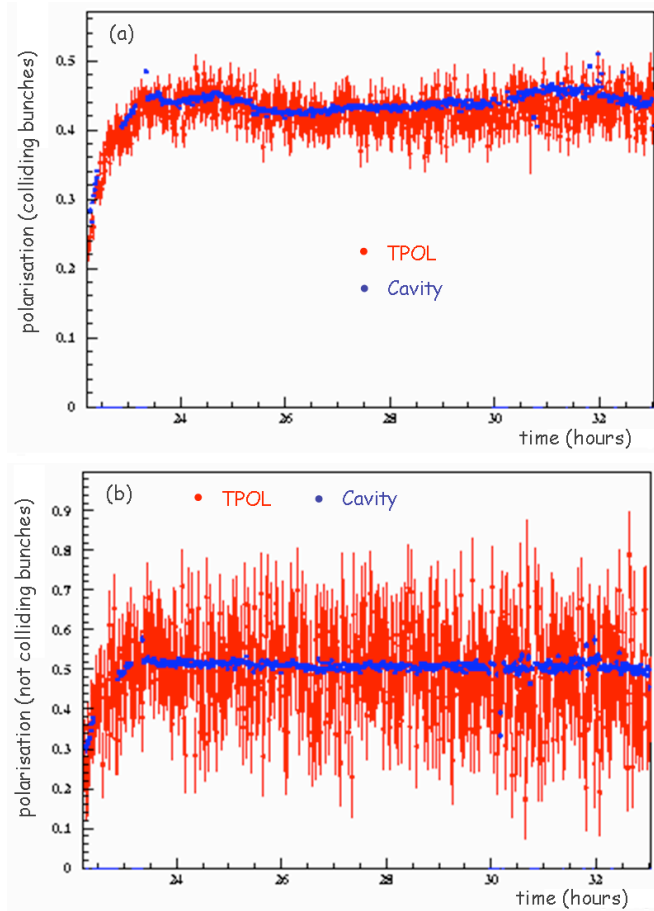 (a)
polarisation (colliding bunches)
0.5
0.4
0.3
0.2
0.1
0
TPOL
Cavity
24 26 28 30 32
time (hours)
(b)
TPOL Cavity
polarisation (not colliding bunches)
0.9
0.8
0.7
0.6
0.5
0.4
0.3
0.2
0.1
0
24 26 28 30 32
time (hours)